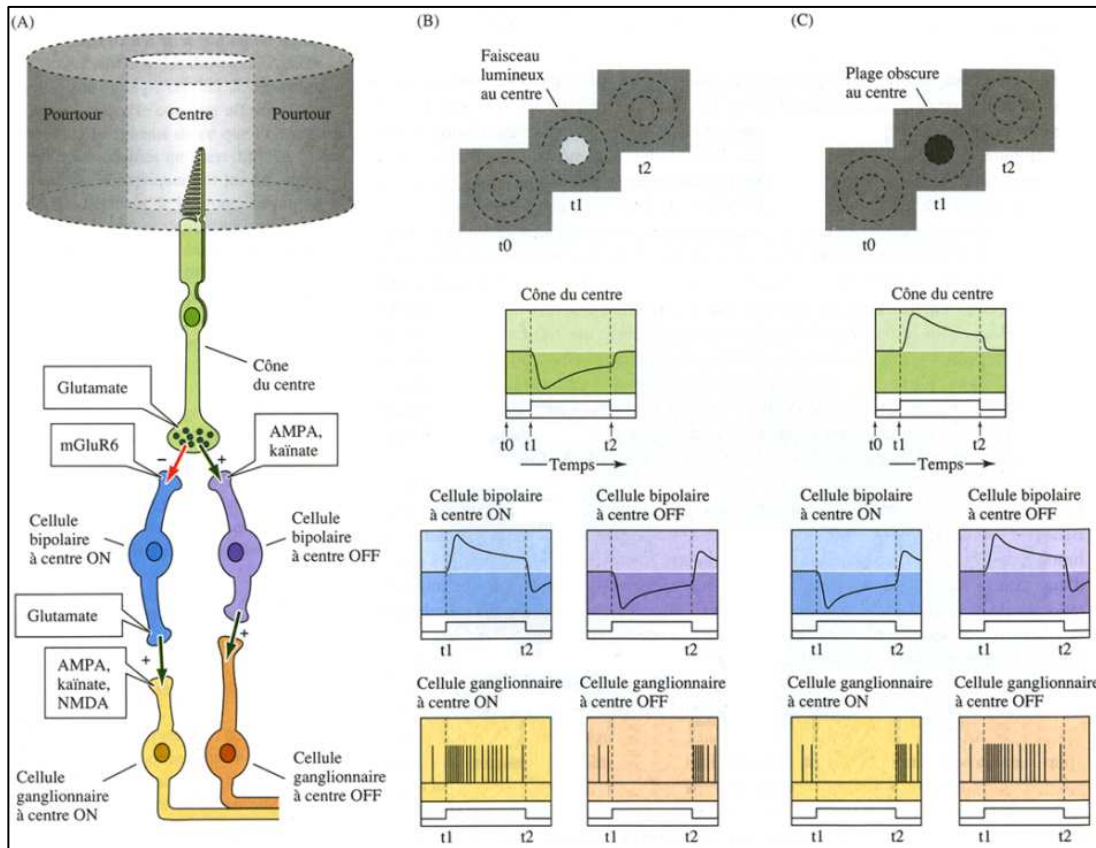 (A)
Pourtour
Centre
Pourtour
Cône
du centre
Glutamate
mGluR6
–
+
AMPA,
kaïnate
Cellule
bipolaire
à centre ON
Cellule
bipolaire
à centre OFF
Glutamate
+
+
AMPA,
kaïnate,
NMDA
Cellule
ganglionnaire
à centre ON
Cellule
ganglionnaire
à centre OFF
(B)
Faisceau
lumineux
au centre
t2
t1
t0
Cône du centre
t0 t1 t2
Temps
Cellule bipolaire
à centre ON
Cellule bipolaire
à centre OFF
t1 t2
t2
Cellule ganglionnaire
à centre ON
Cellule ganglionnaire
à centre OFF
t1 t2
t1 t2
(C)
Plage obscure
au centre
t2
t1
t0
Cône du centre
t0 t1 t2
Temps
Cellule bipolaire
à centre ON
Cellule bipolaire
à centre OFF
t1 t2
t1 t2
Cellule ganglionnaire
à centre ON
Cellule ganglionnaire
à centre OFF
t1 t2
t1 t2